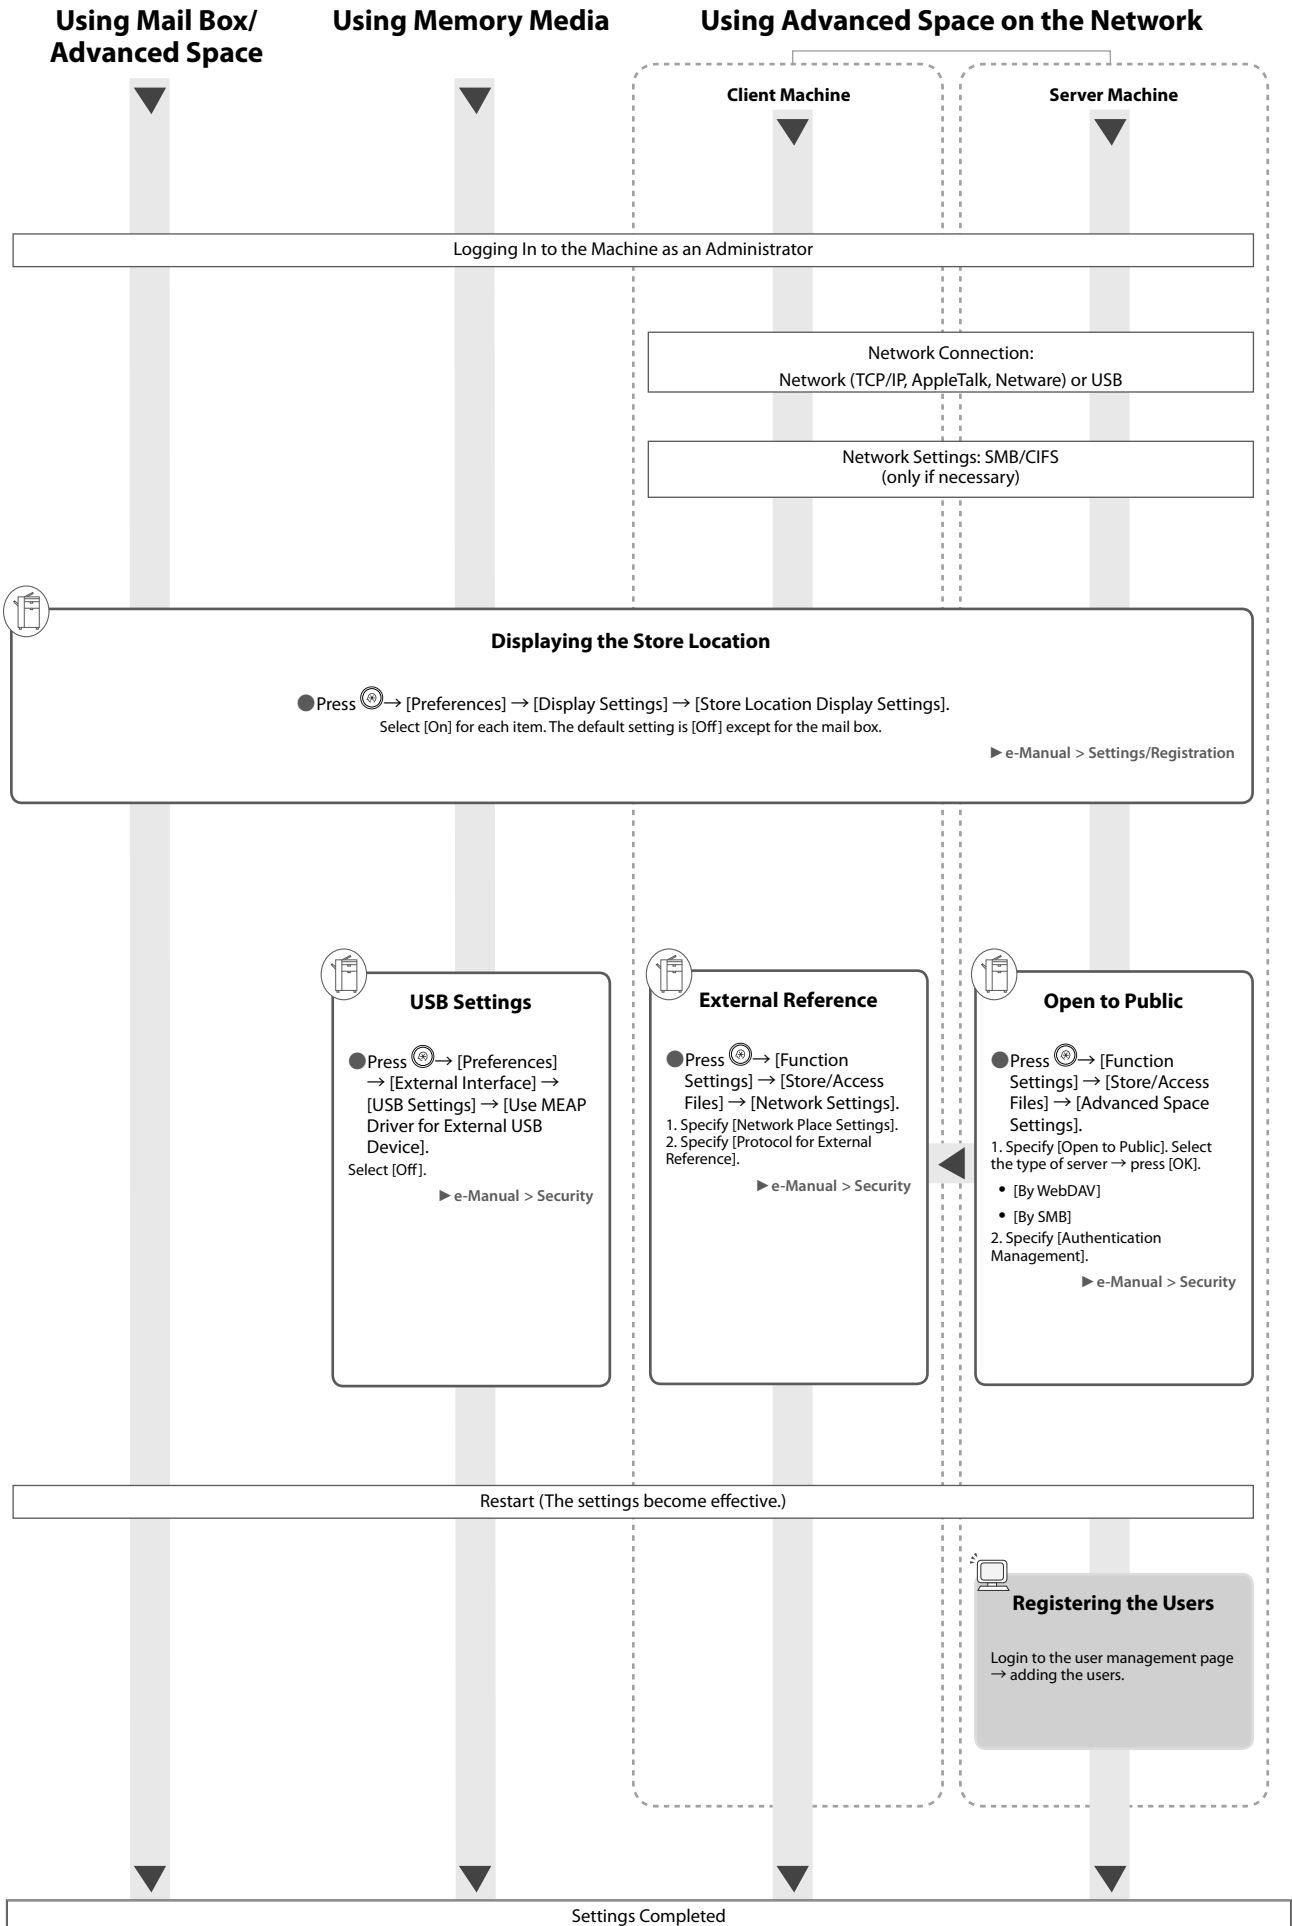 Using Mail Box/
Advanced Space
Using Memory Media
Using Advanced Space on the Network
Client Machine
Server Machine
Logging In to the Machine as an Administrator
Network Connection:
Network (TCP/IP, AppleTalk, Netware) or USB
Network Settings: SMB/CIFS
(only if necessary)
Displaying the Store Location
●Press → [Preferences] → [Display Settings] → [Store Location Display Settings].
Select [On] for each item. The default setting is [Off] except for the mail box.
►e-Manual > Settings/Registration
USB Settings
●Press → [Preferences]
→ [External Interface] →
[USB Settings] → [Use MEAP
Driver for External USB
Device].
Select [Off].
►e-Manual > Security
External Reference
●Press → [Function
Settings] → [Store/Access
Files] → [Network Settings].
1. Specify [Network Place Settings].
2. Specify [Protocol for External
Reference].
►e-Manual > Security
Open to Public
●Press → [Function
Settings] → [Store/Access
Files] → [Advanced Space
Settings].
1. Specify [Open to Public]. Select
the type of server → press [OK].
• [By WebDAV]
• [By SMB]
2. Specify [Authentication
Management].
►e-Manual > Security
Restart (The settings become effective.)
Registering the Users
Login to the user management page
→ adding the users.
Settings Completed